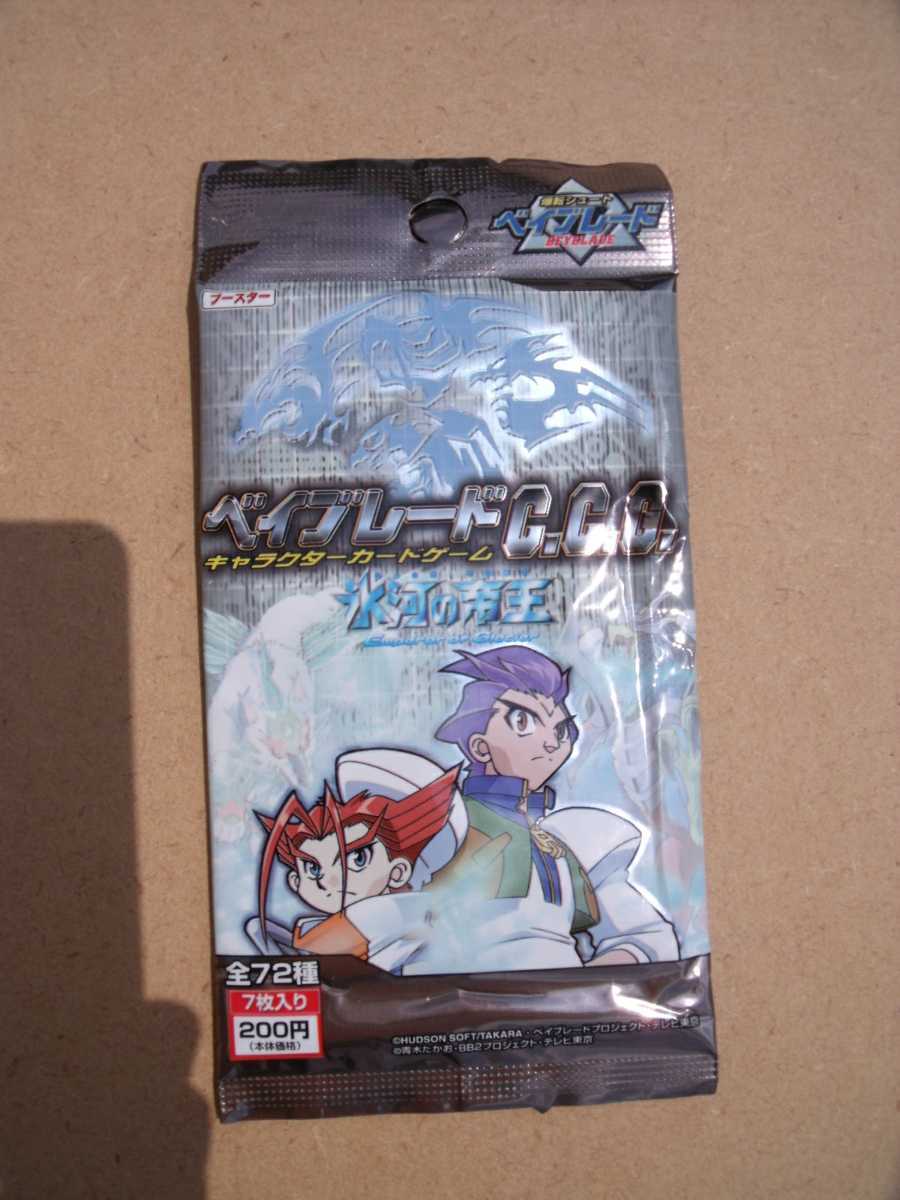 爆転シュート
ベイブレード
BEYBLADE
ブースター
ベイブレードC.C.C.
キャラクターカードゲーム
氷河の帝王
Emperor of Glacier
全72種
7枚入り
200円
(本体価格)
©HUDSON SOFT/TAKARA・ベイブレードプロジェクト・テレビ東京
©青木たかお・BB2プロジェクト・テレビ東京